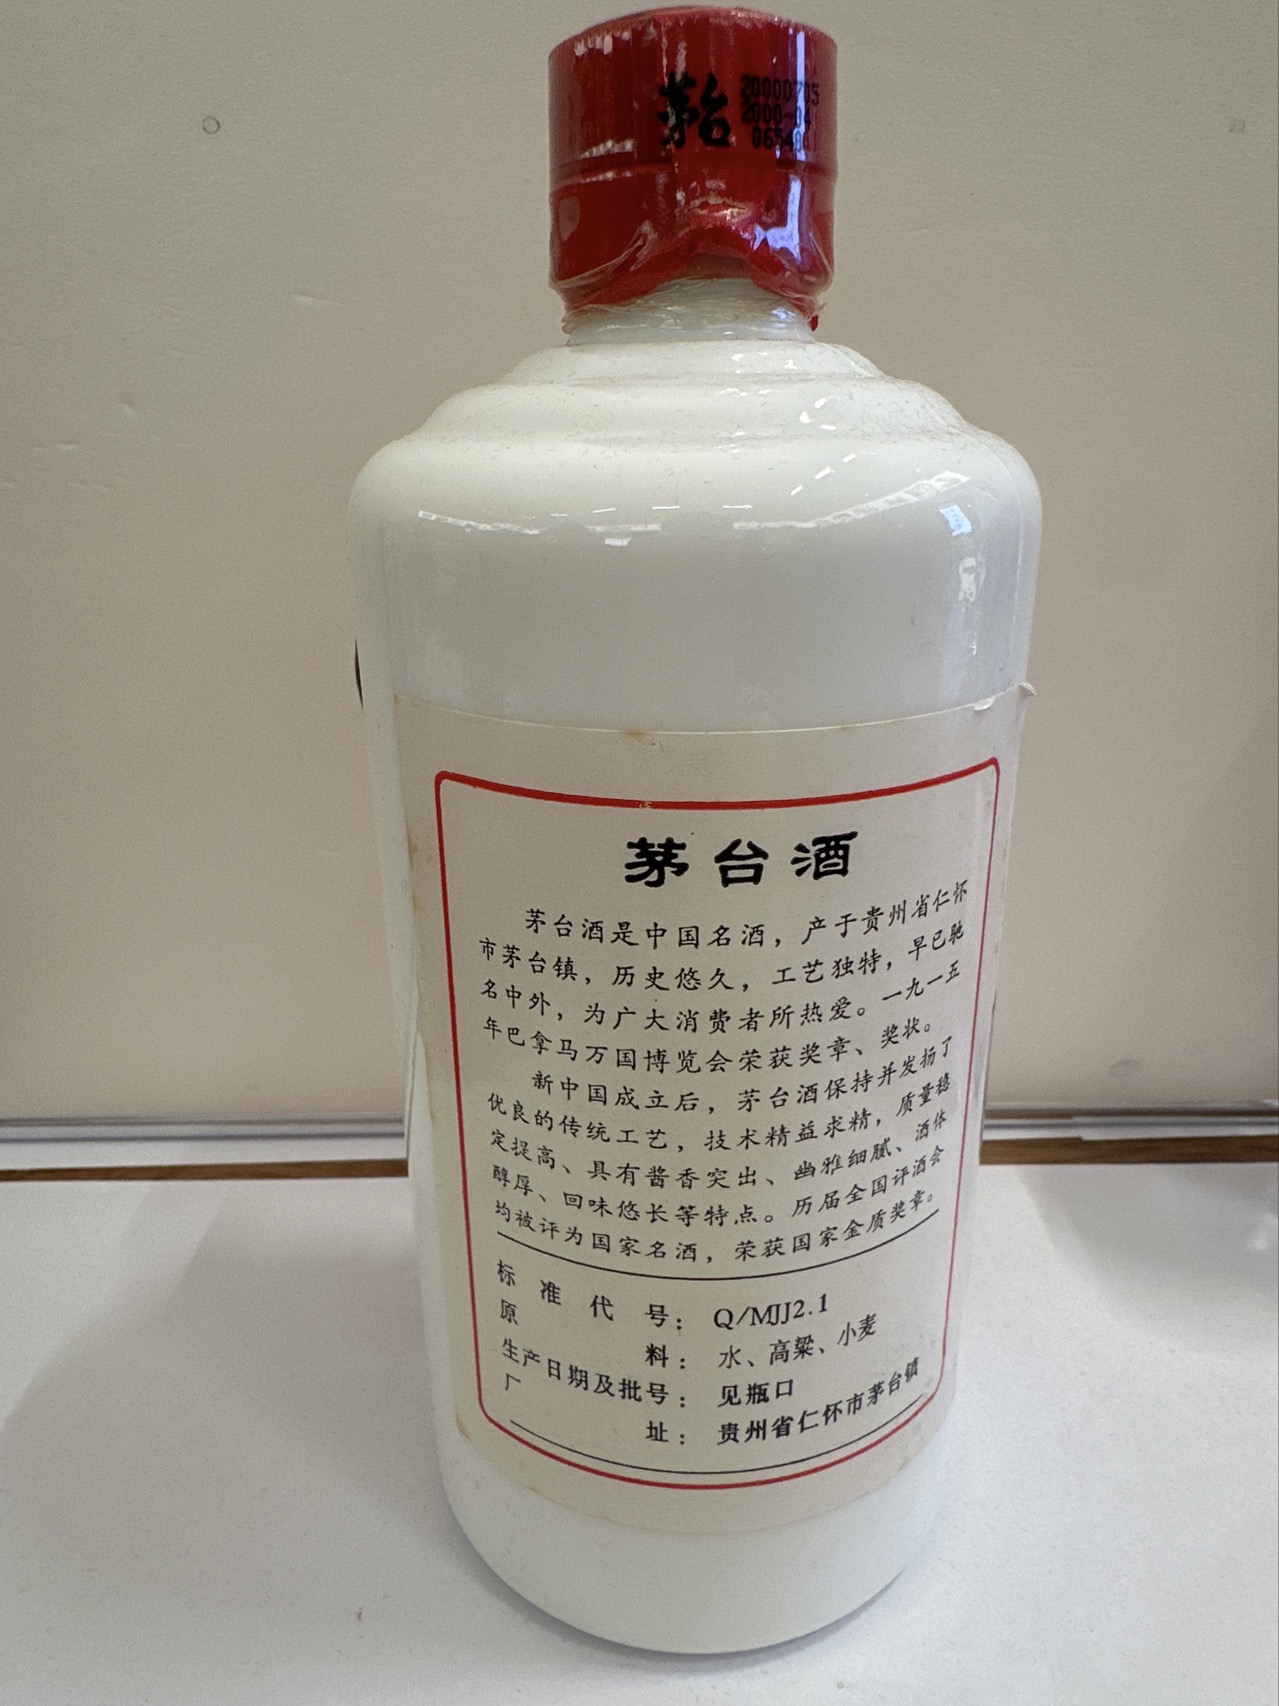 茅台
20000705
2000-04
茅台酒
茅台酒是中国名酒，产于贵州省仁怀
市茅台镇，历史悠久，工艺独特，早已驰
名中外，为广大消费者所热爱。一九一五
年巴拿马万国博览会荣获奖章、奖状。
新中国成立后，茅台酒保持并发扬了
优良的传统工艺，技术精益求精，质量稳
定提高、具有酱香突出、幽雅细腻、酒体
醇厚、回味悠长等特点。历届全国评酒会
均被评为国家名酒，荣获国家金质奖章。
标准代号：Q/MJJ2.1
原料：水、高粱、小麦
生产日期及批号：见瓶口
厂址：贵州省仁怀市茅台镇